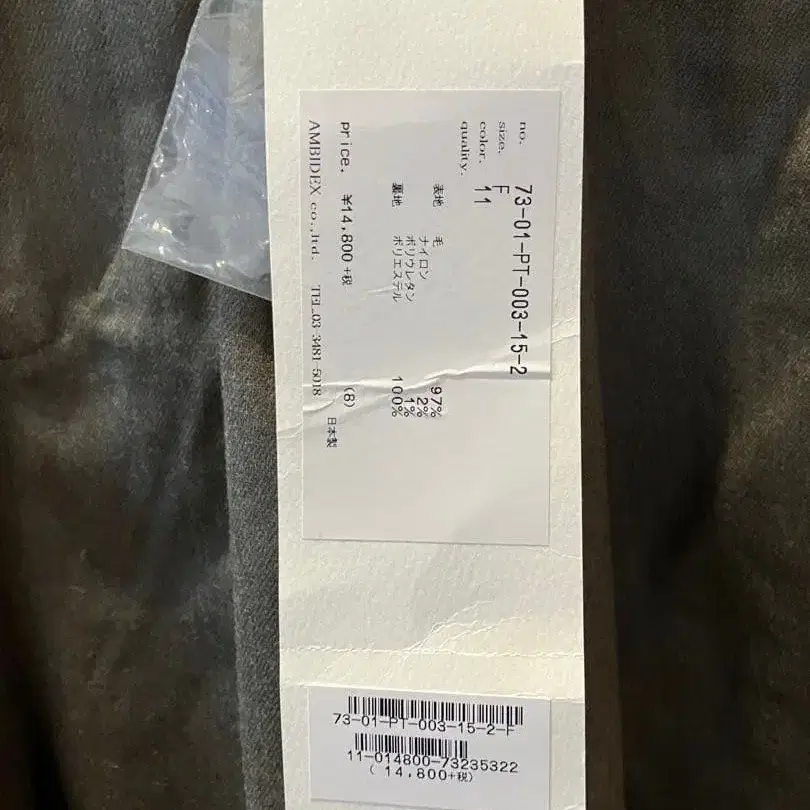 no. 73-01-PT-003-15-2
size. F
color. 11
quality.
表地 毛 97%
ナイロン 2%
ポリウレタン 1%
裏地 ポリエステル 100%
price. ¥14,800+税 (8)
日本製
AMBIDEX co.,ltd. TEL.03-3481-5018
73-01-PT-003-15-2-F
11-014800-73235322
( 14,800+税)